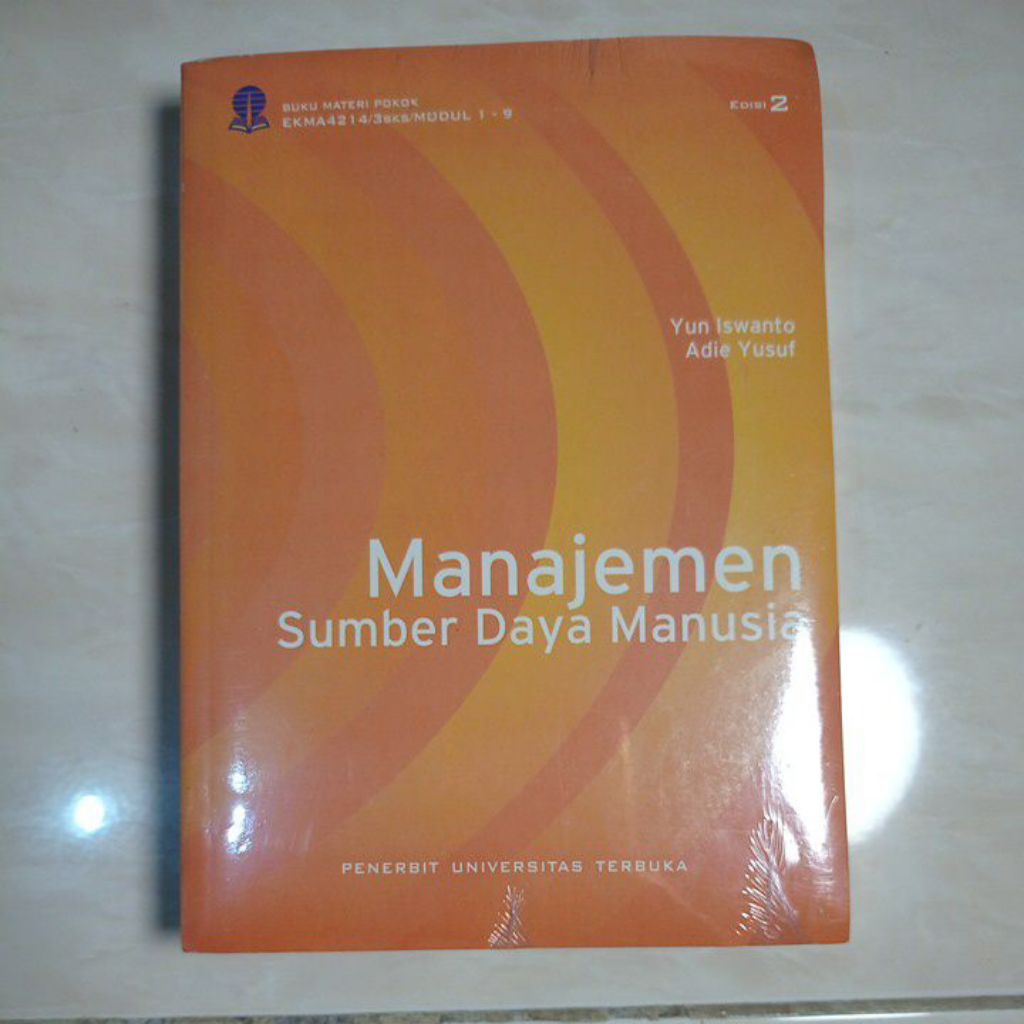 BUKU MATERI POKOK
EKMA4214/3SKS/MODUL 1 - 9
EDISI 2
Yun Iswanto
Adie Yusuf
Manajemen
Sumber Daya Manusia
PENERBIT UNIVERSITAS TERBUKA